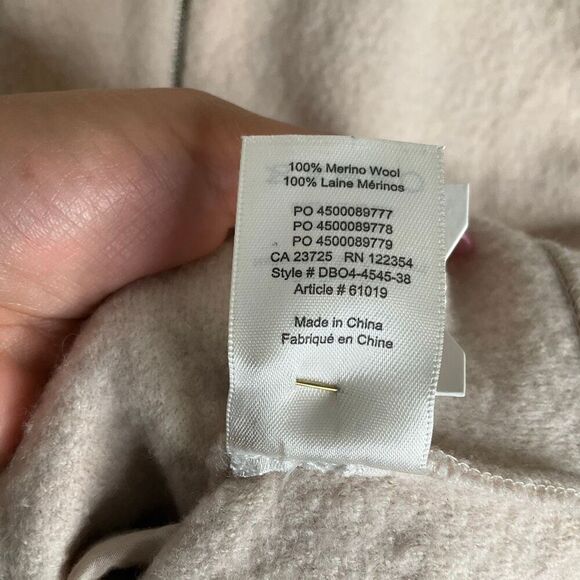 100% Merino Wool
100% Laine Mérinos
PO 4500089777
PO 4500089778
PO 4500089779
CA 23725 RN 122354
Style # DBO4-4545-38
Article # 61019
Made in China
Fabriqué en Chine